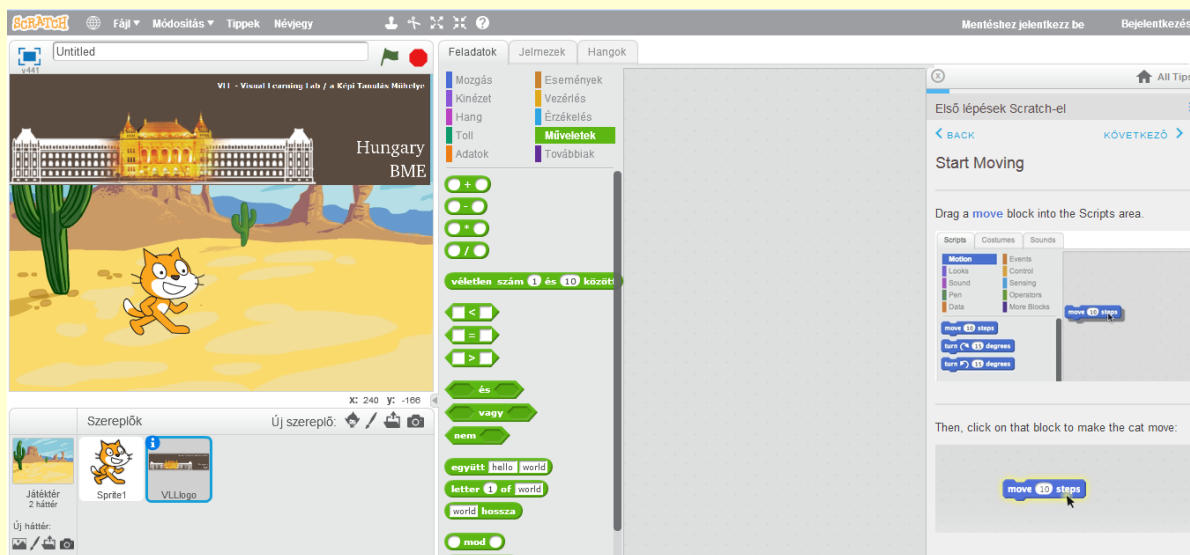 SCRATCH Fájl Módosítás Tippek Névjegy Mentéshez jelentkezz be Bejelentkezés
Untitled
v441
VLL - Visual Learning Lab / a Képi Tanulás Műhelye
Hungary
BME
X: 240 y: -166
Szereplők Új szereplő:
Játéktér
2 háttér
Új háttér:
Sprite1
VLLlogo
Feladatok Jelmezek Hangok
Mozgás Események
Kinézet Vezérlés
Hang Érzékelés
Toll Műveletek
Adatok Továbbiak
+
-
*
/
véletlen szám 1 és 10 között
<
=
>
és
vagy
nem
együtt hello world
letter 1 of world
world hossza
mod
All Tips
Első lépések Scratch-el
BACK KÖVETKEZŐ
Start Moving
Drag a move block into the Scripts area.
Scripts Costumes Sounds
Motion Events
Looks Control
Sound Sensing
Pen Operators
Data More Blocks
move 10 steps
move 10 steps
turn 15 degrees
turn 15 degrees
Then, click on that block to make the cat move:
move 10 steps